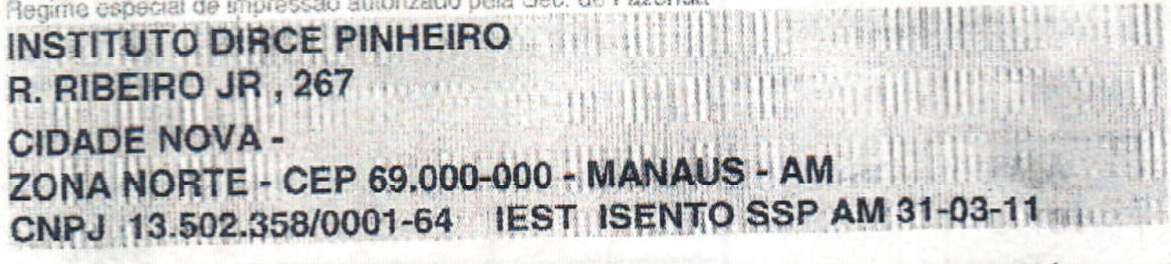 Regime especial de impressão autorizado pela Sec. de Fazenda
INSTITUTO DIRCE PINHEIRO
R. RIBEIRO JR , 267
CIDADE NOVA -
ZONA NORTE - CEP 69.000-000 - MANAUS - AM
CNPJ 13.502.358/0001-64 IEST ISENTO SSP AM 31-03-11